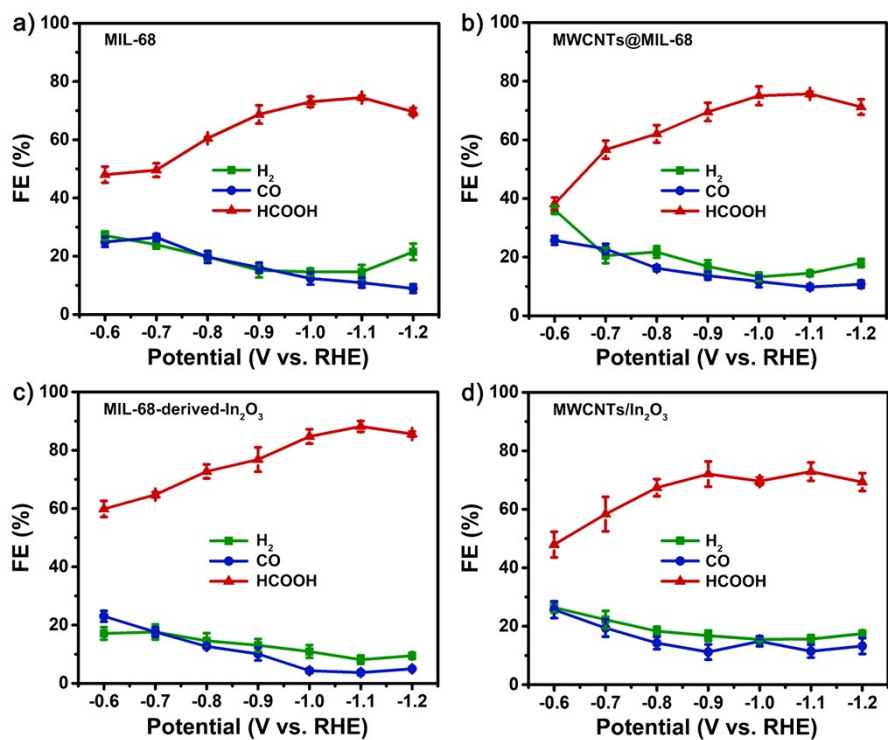 a)
MIL-68
FE (%)
100
80
60
40
20
0
H₂
CO
HCOOH
-0.6 -0.7 -0.8 -0.9 -1.0 -1.1 -1.2
Potential (V vs. RHE)
b)
MWCNTs@MIL-68
FE (%)
100
80
60
40
20
0
H₂
CO
HCOOH
-0.6 -0.7 -0.8 -0.9 -1.0 -1.1 -1.2
Potential (V vs. RHE)
c)
MIL-68-derived-In₂O₃
FE (%)
100
80
60
40
20
0
H₂
CO
HCOOH
-0.6 -0.7 -0.8 -0.9 -1.0 -1.1 -1.2
Potential (V vs. RHE)
d)
MWCNTs/In₂O₃
FE (%)
100
80
60
40
20
0
H₂
CO
HCOOH
-0.6 -0.7 -0.8 -0.9 -1.0 -1.1 -1.2
Potential (V vs. RHE)